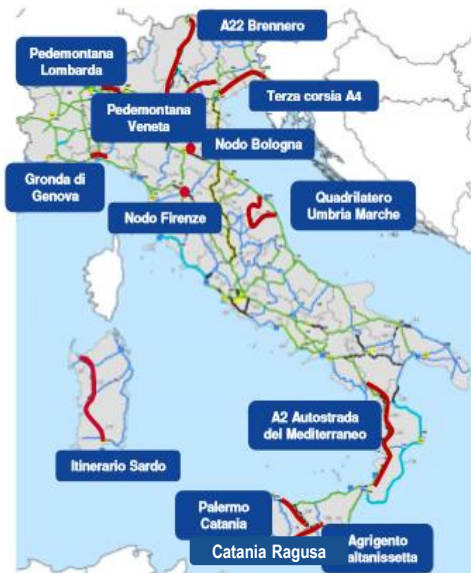 A22 Brennero
Pedemontana
Lombarda
Pedemontana
Veneta
Terza corsia A4
Nodo Bologna
Gronda di
Genova
Nodo Firenze
Quadrilatero
Umbria Marche
A2 Autostrada
del Mediterraneo
Itinerario Sardo
Palermo
Catania
Catania Ragusa
Agrigento
altanissetta